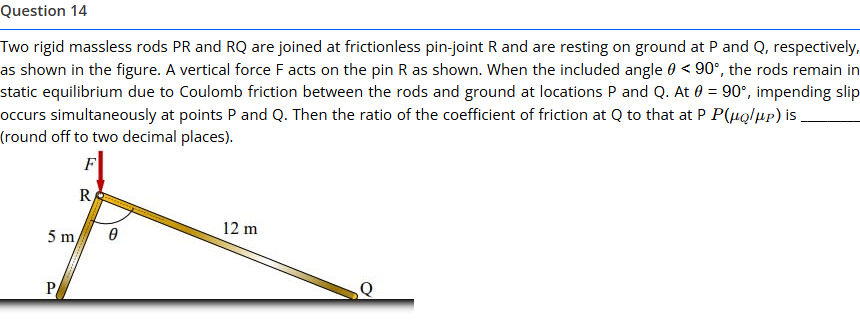 Question 14
Two rigid massless rods PR and RQ are joined at frictionless pin-joint R and are resting on ground at P and Q, respectively,
as shown in the figure. A vertical force F acts on the pin R as shown. When the included angle θ < 90°, the rods remain in
static equilibrium due to Coulomb friction between the rods and ground at locations P and Q. At θ = 90°, impending slip
occurs simultaneously at points P and Q. Then the ratio of the coefficient of friction at Q to that at P P(μQ/μP) is ________
(round off to two decimal places).
F
R
5 m
θ
12 m
P
Q